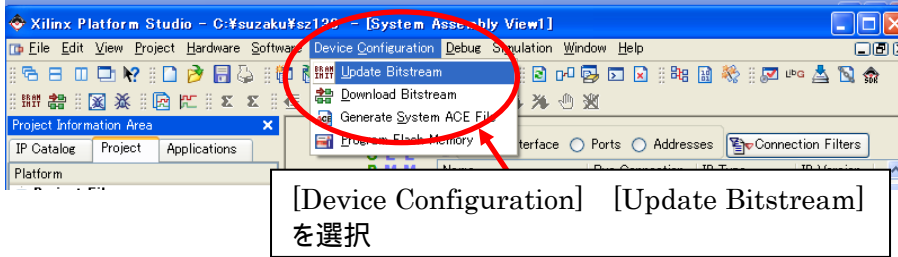 Xilinx Platform Studio - C:¥suzaku¥sz130 - [System Assembly View1]
File Edit View Project Hardware Software Device Configuration Debug Simulation Window Help
Update Bitstream
Download Bitstream
Generate System ACE File
Program Flash Memory
Project Information Area
IP Catalog Project Applications
Platform
terface Ports Addresses Connection Filters
Name Bus Connection IP Type IP Version
[Device Configuration] [Update Bitstream]
を選択